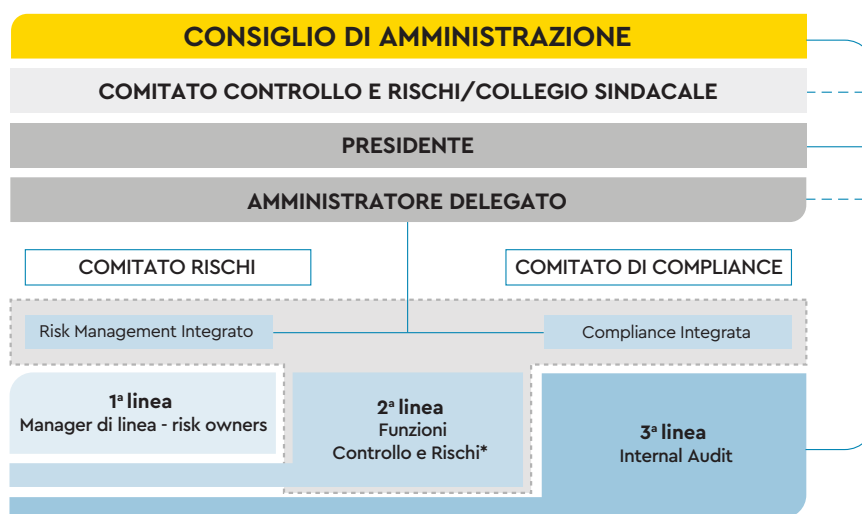 CONSIGLIO DI AMMINISTRAZIONE
COMITATO CONTROLLO E RISCHI/COLLEGIO SINDACALE
PRESIDENTE
AMMINISTRATORE DELEGATO
COMITATO RISCHI
COMITATO DI COMPLIANCE
Risk Management Integrato
Compliance Integrata
1ª linea
Manager di linea - risk owners
2ª linea
Funzioni
Controllo e Rischi*
3ª linea
Internal Audit